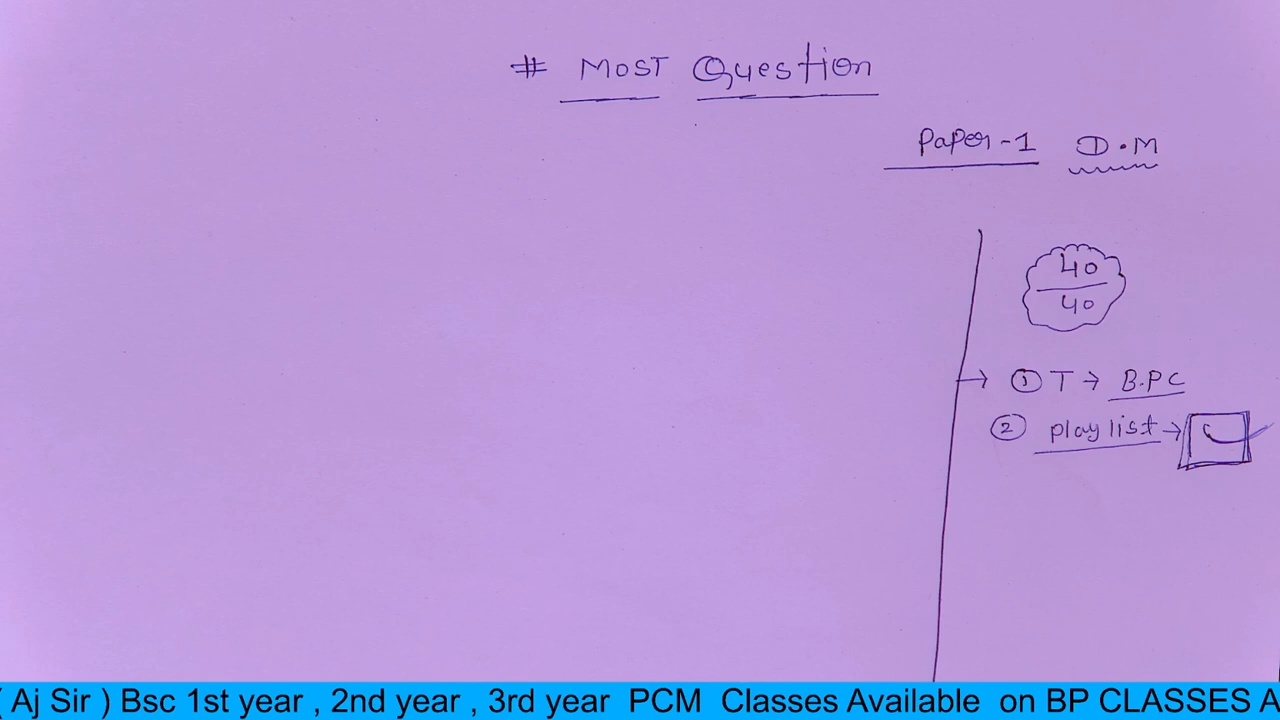 # MOST Question
Paper-1 D.M
40
40
→ ① T → B.P.C
② play list →
( Aj Sir ) Bsc 1st year , 2nd year , 3rd year PCM Classes Available on BP CLASSES A